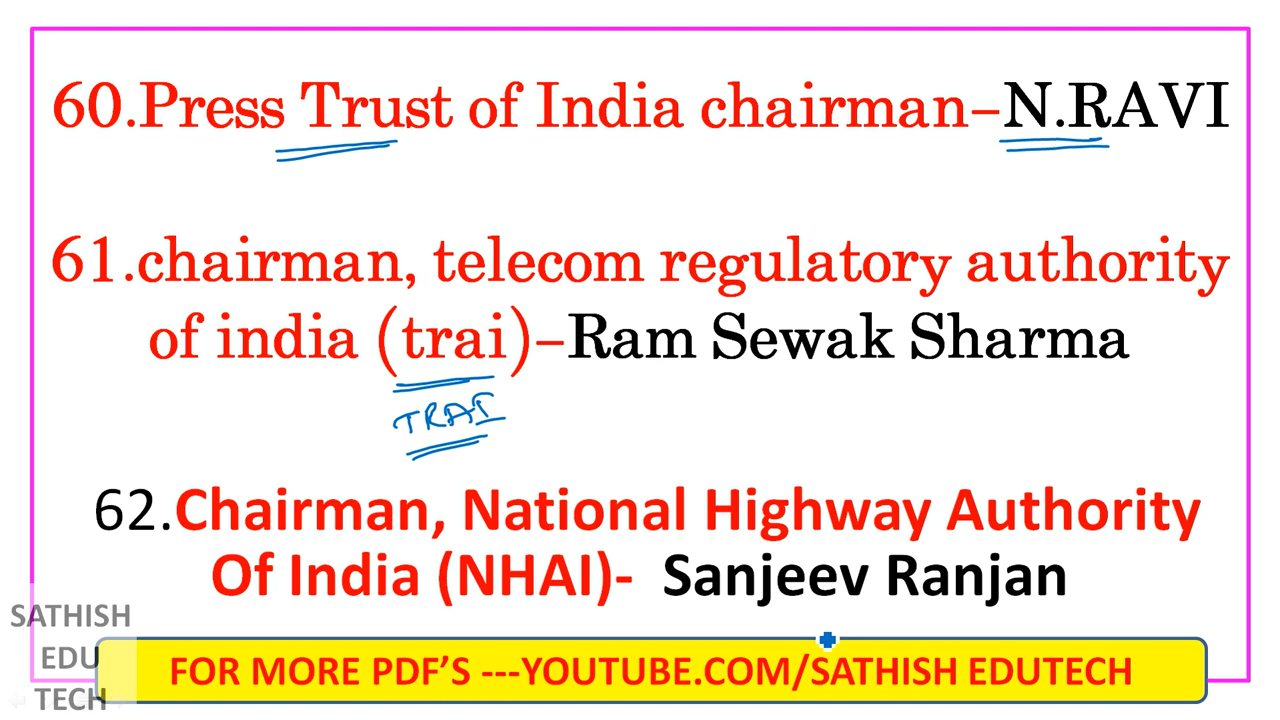 60.Press Trust of India chairman–N.RAVI
61.chairman, telecom regulatory authority
of india (trai)–Ram Sewak Sharma
TRAI
62.Chairman, National Highway Authority
Of India (NHAI)- Sanjeev Ranjan
SATHISH
EDU
TECH
FOR MORE PDF'S ---YOUTUBE.COM/SATHISH EDUTECH